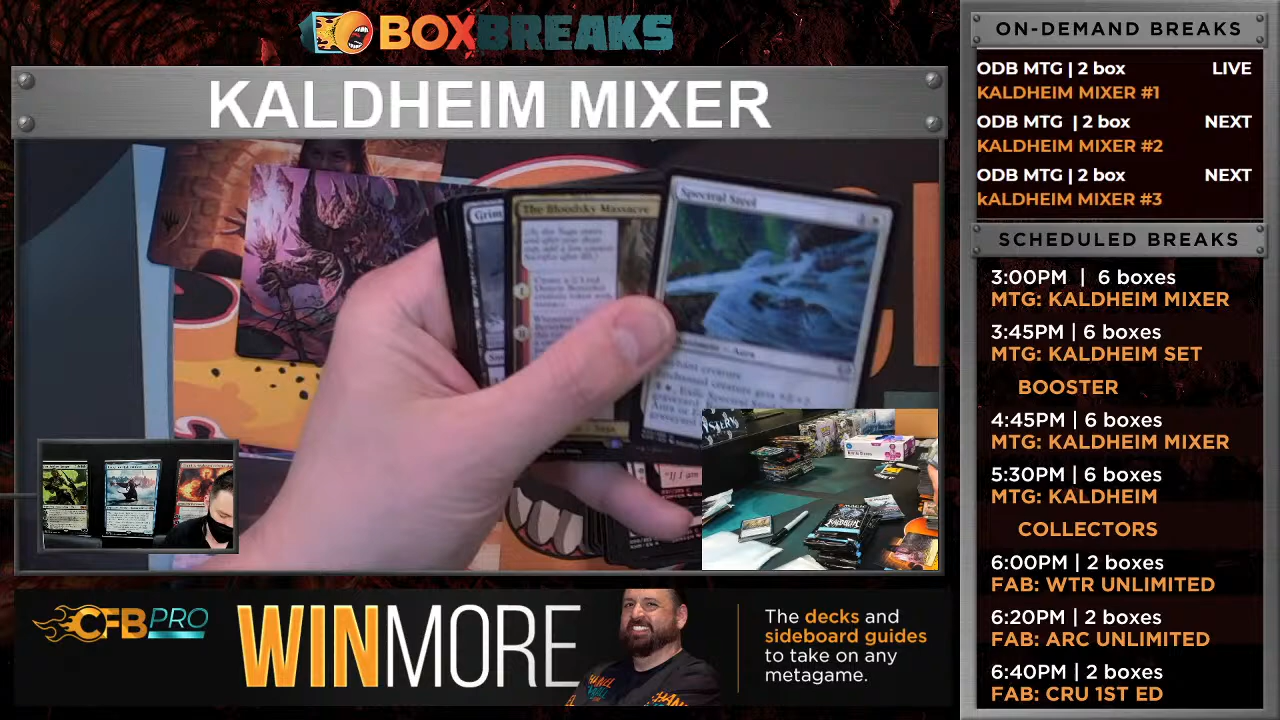 BOXBREAKS
KALDHEIM MIXER
Grim
The Bloodsky Massacre
Spectral Steel
CFB PRO
WINMORE
The decks and
sideboard guides
to take on any
metagame.
ON-DEMAND BREAKS
ODB MTG | 2 box LIVE
KALDHEIM MIXER #1
ODB MTG | 2 box NEXT
KALDHEIM MIXER #2
ODB MTG | 2 box NEXT
kALDHEIM MIXER #3
SCHEDULED BREAKS
3:00PM | 6 boxes
MTG: KALDHEIM MIXER
3:45PM | 6 boxes
MTG: KALDHEIM SET
BOOSTER
4:45PM | 6 boxes
MTG: KALDHEIM MIXER
5:30PM | 6 boxes
MTG: KALDHEIM
COLLECTORS
6:00PM | 2 boxes
FAB: WTR UNLIMITED
6:20PM | 2 boxes
FAB: ARC UNLIMITED
6:40PM | 2 boxes
FAB: CRU 1ST ED